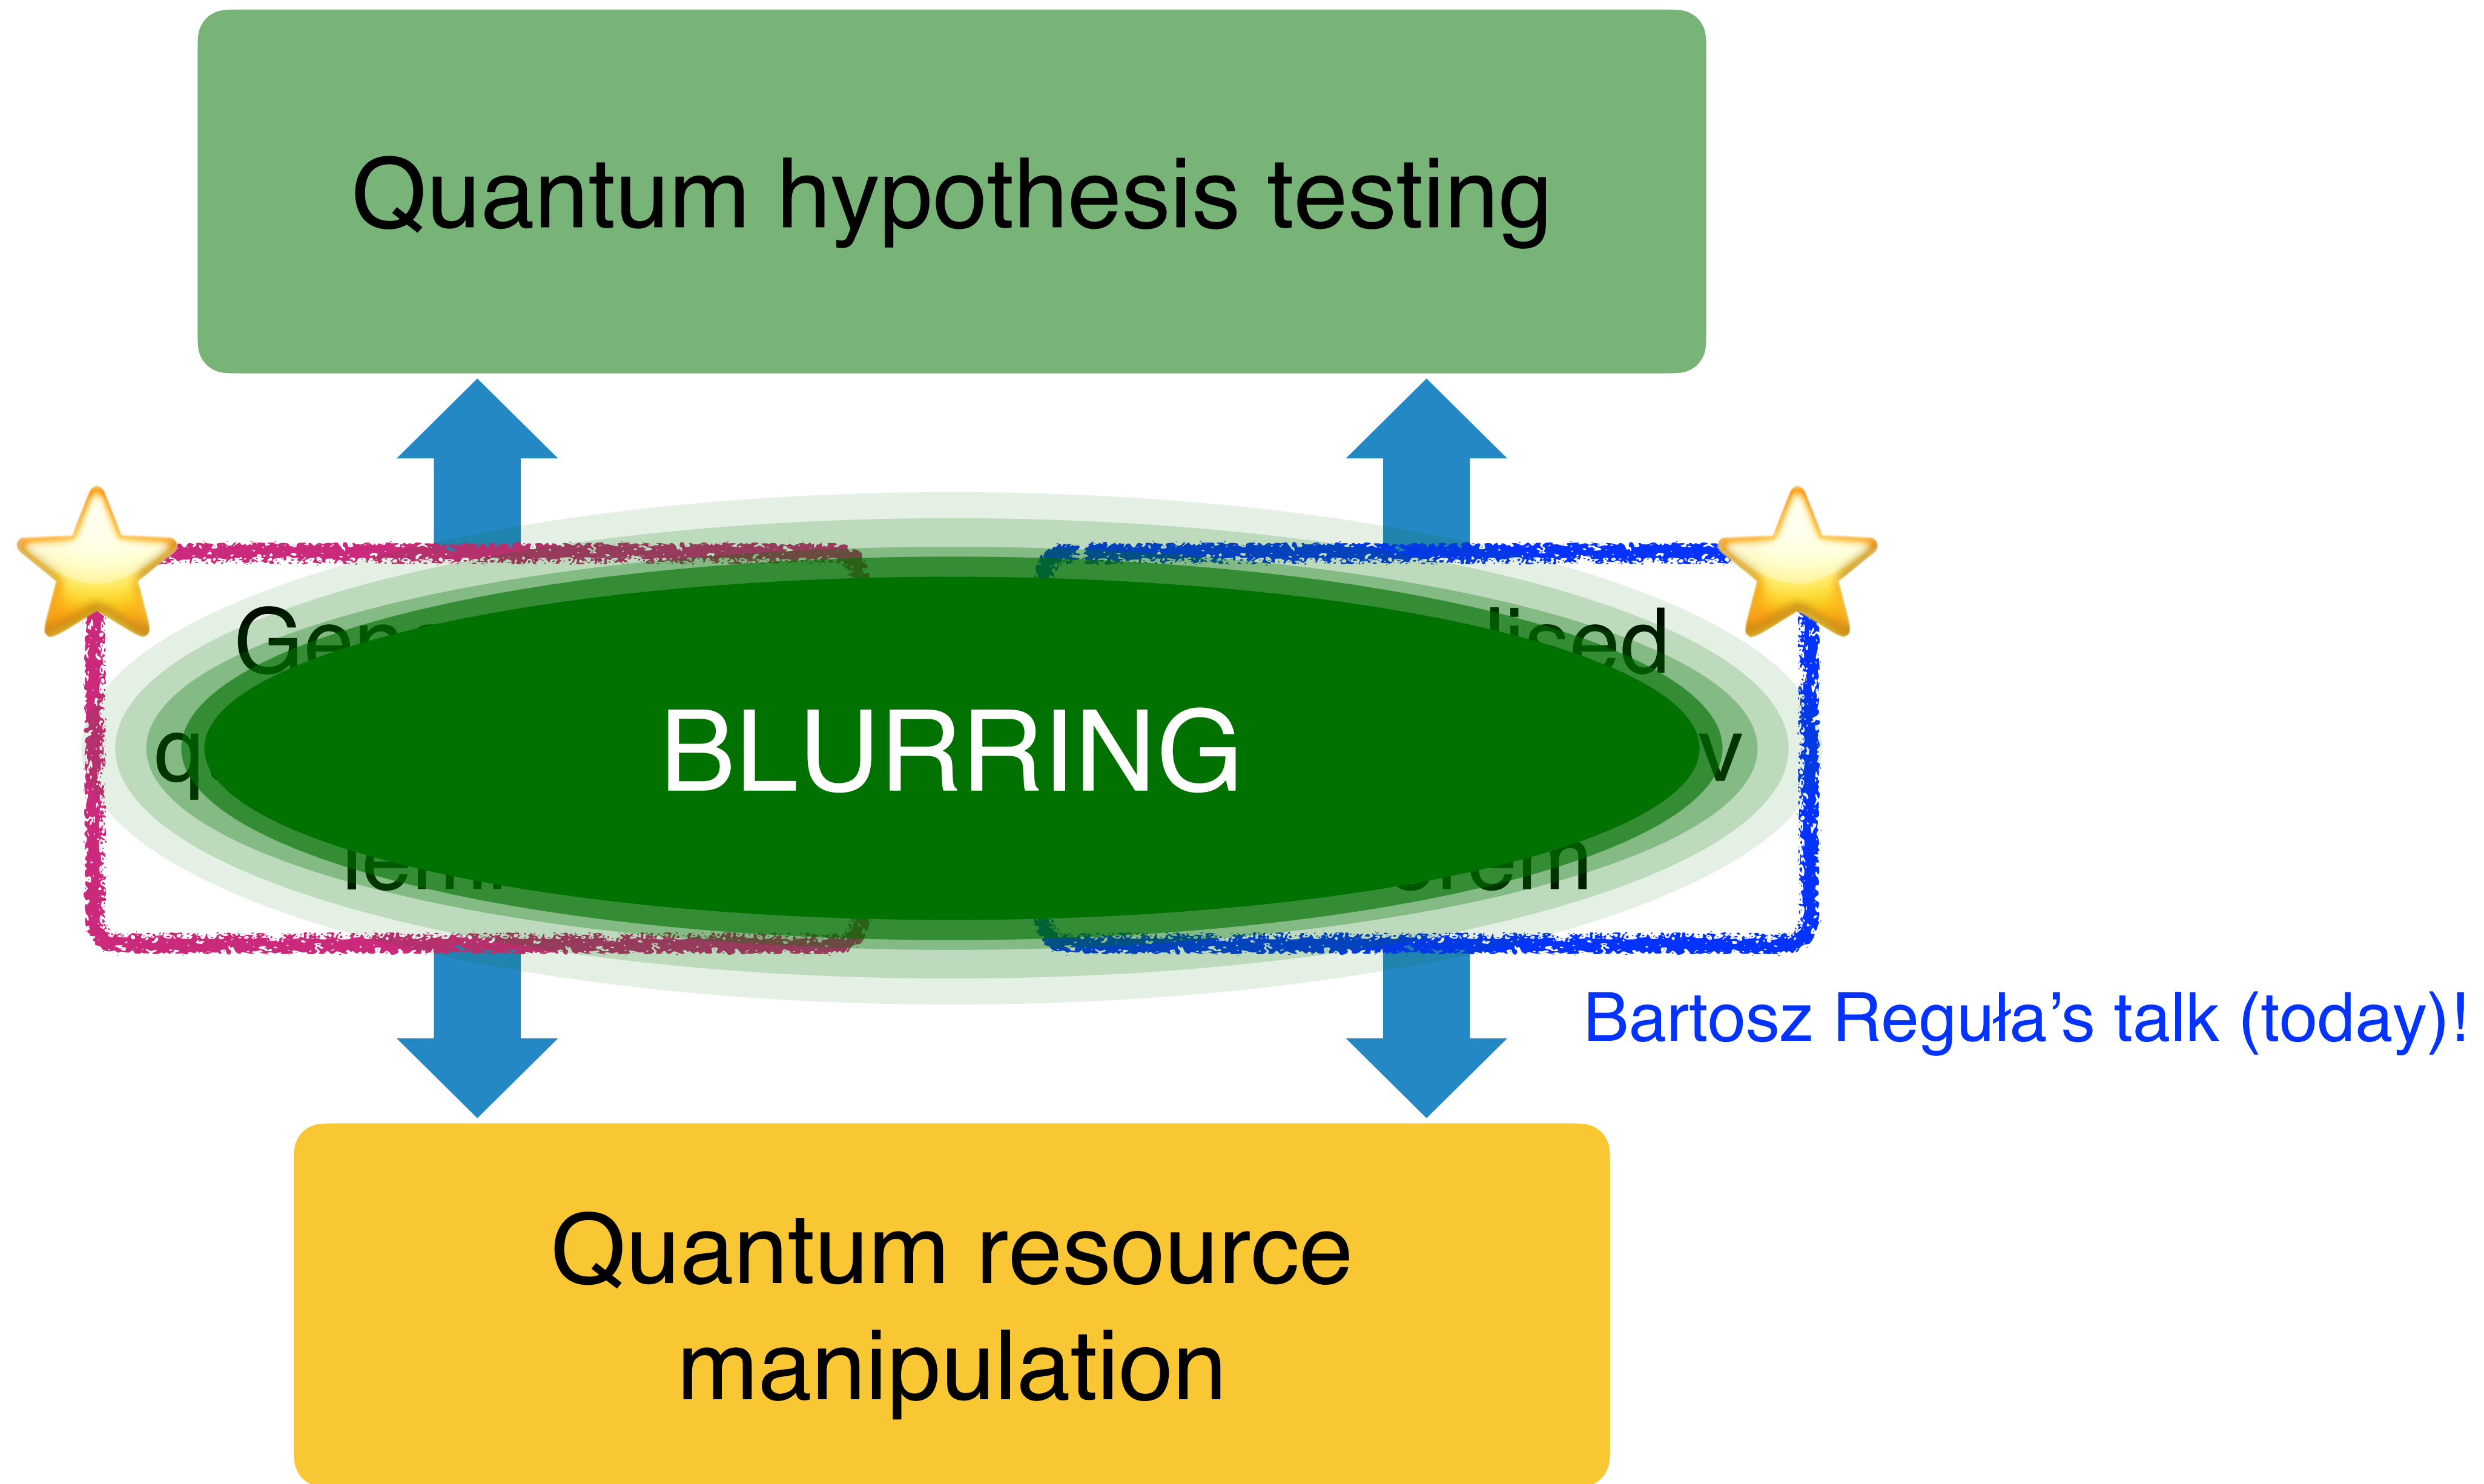 Quantum hypothesis testing
BLURRING
Bartosz Reguła’s talk (today)!
Quantum resource
manipulation